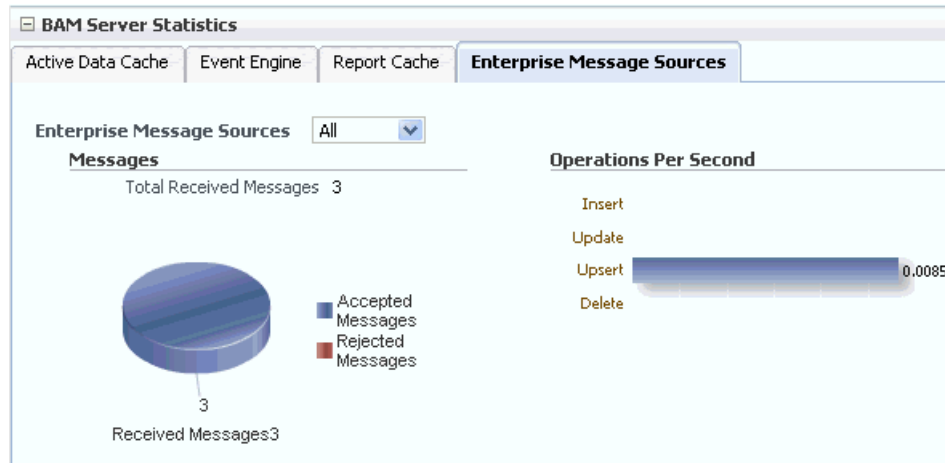 BAM Server Statistics
Active Data Cache
Event Engine
Report Cache
Enterprise Message Sources
Enterprise Message Sources
All
Messages
Total Received Messages 3
Accepted
Messages
Rejected
Messages
3
Received Messages3
Operations Per Second
Insert
Update
Upsert
0.0085
Delete